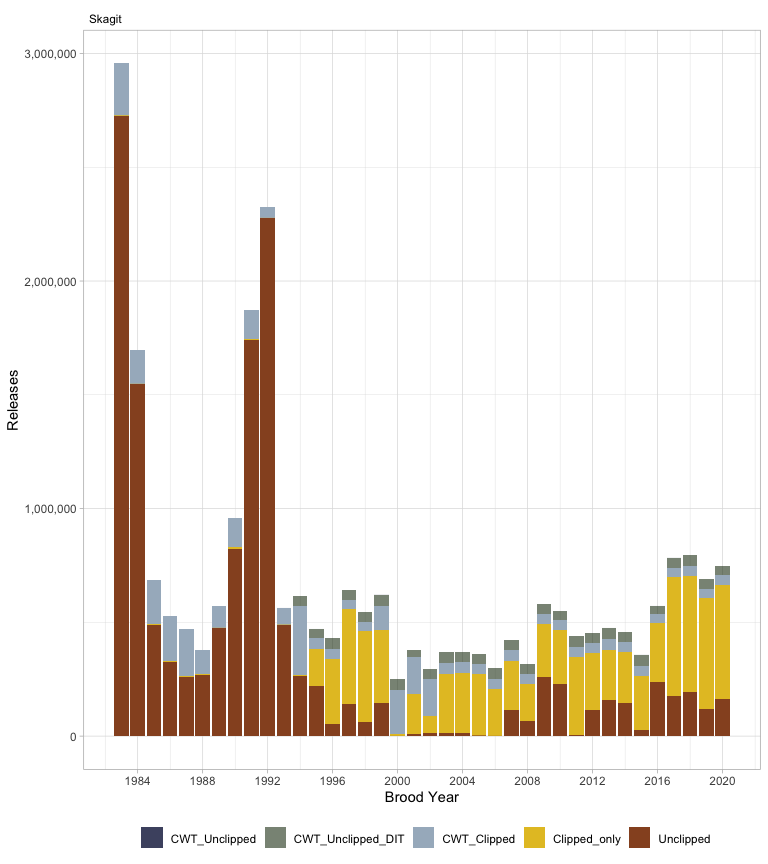 Skagit
3,000,000
2,000,000
1,000,000
0
Releases
1984 1988 1992 1996 2000 2004 2008 2012 2016 2020
Brood Year
CWT_Unclipped CWT_Unclipped_DIT CWT_Clipped Clipped_only Unclipped